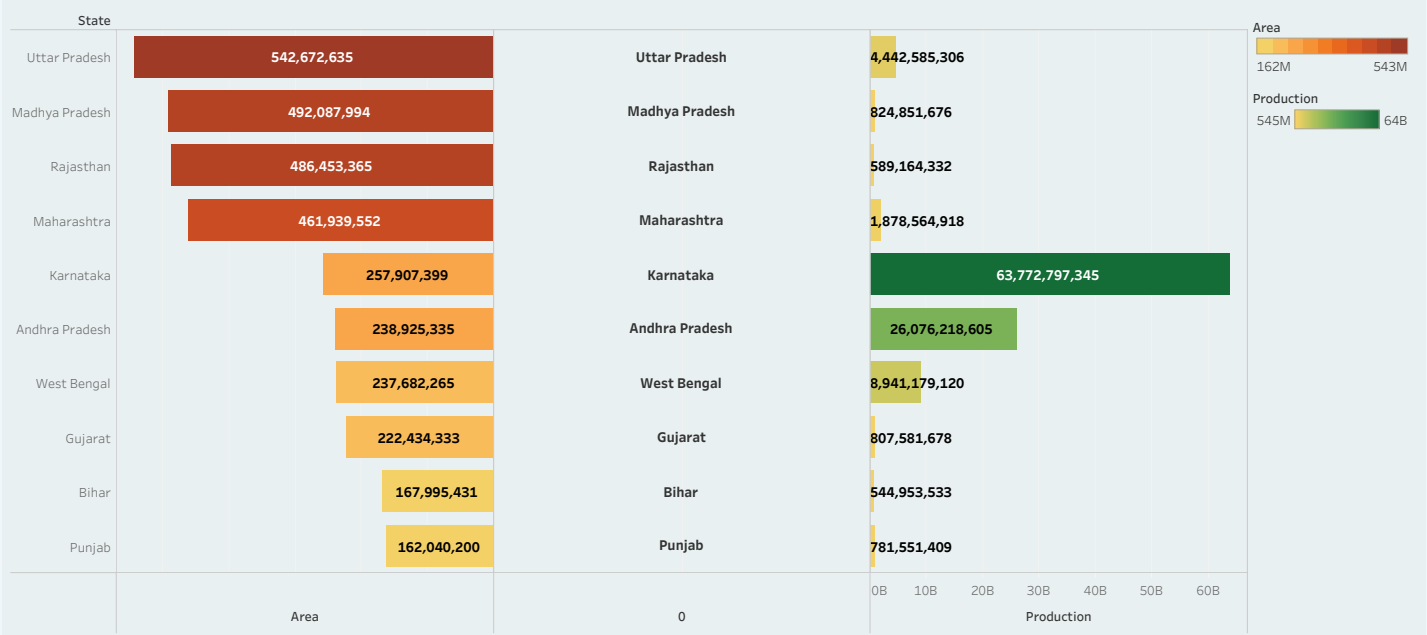 State
Uttar Pradesh 542,672,635 Uttar Pradesh 4,442,585,306
Madhya Pradesh 492,087,994 Madhya Pradesh 824,851,676
Rajasthan 486,453,365 Rajasthan 589,164,332
Maharashtra 461,939,552 Maharashtra 1,878,564,918
Karnataka 257,907,399 Karnataka 63,772,797,345
Andhra Pradesh 238,925,335 Andhra Pradesh 26,076,218,605
West Bengal 237,682,265 West Bengal 8,941,179,120
Gujarat 222,434,333 Gujarat 807,581,678
Bihar 167,995,431 Bihar 544,953,533
Punjab 162,040,200 Punjab 781,551,409
0B 10B 20B 30B 40B 50B 60B
Area 0 Production
Area
162M 543M
Production
545M 64B